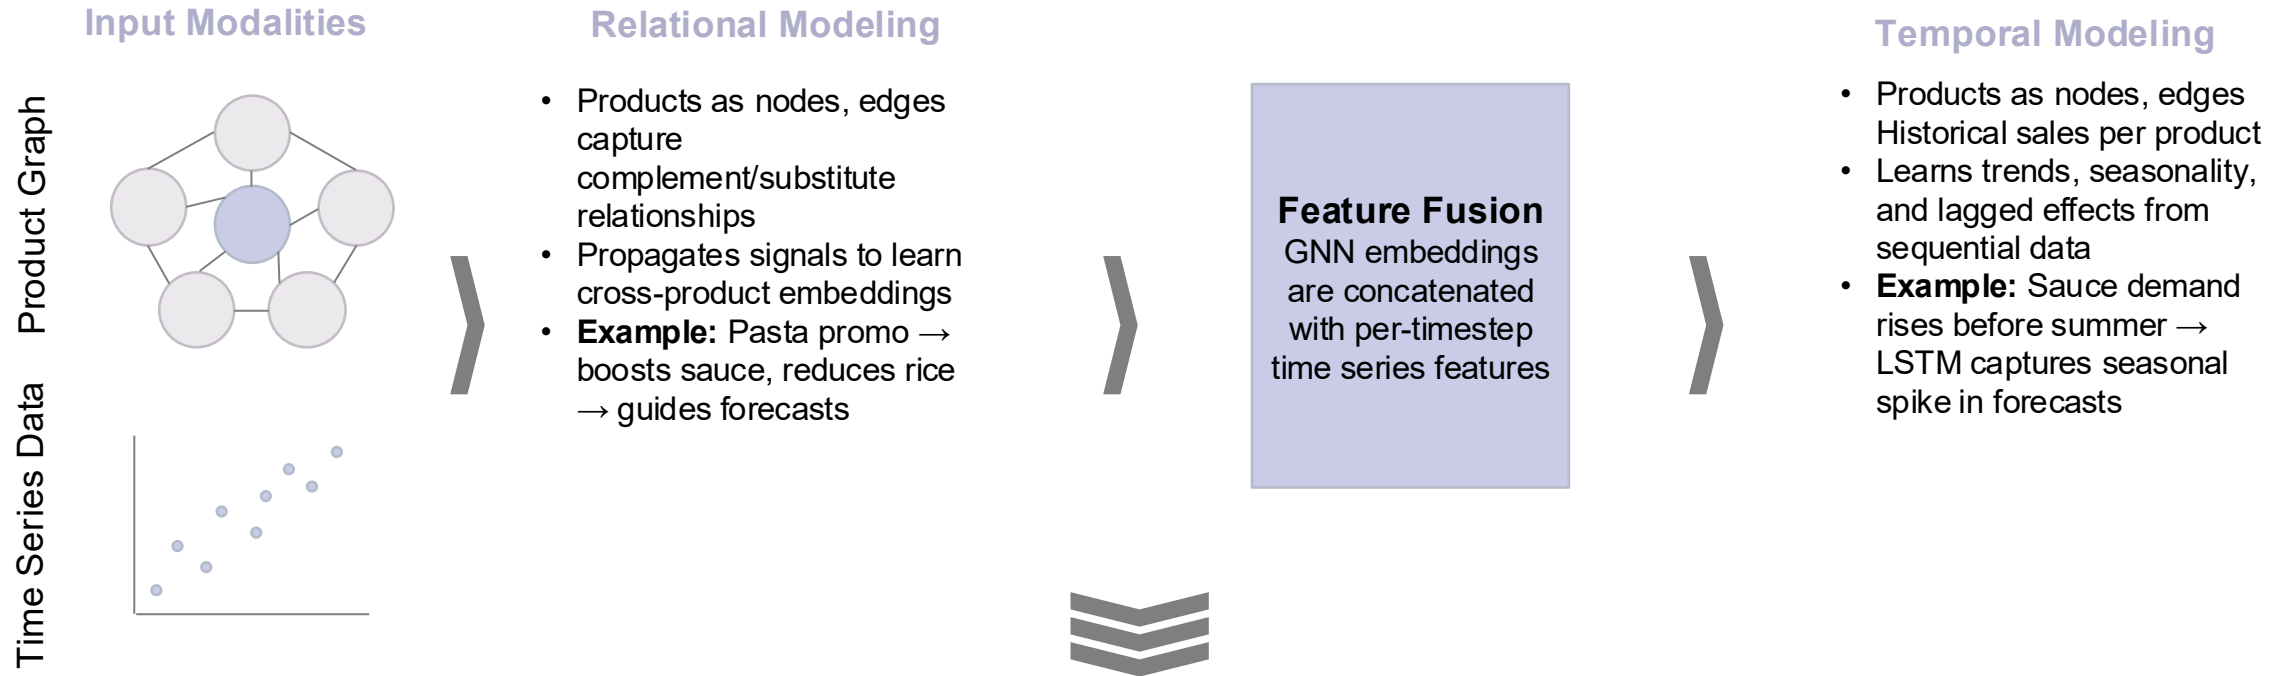 Input Modalities
Product Graph
Time Series Data
Relational Modeling
• Products as nodes, edges
capture
complement/substitute
relationships
• Propagates signals to learn
cross-product embeddings
• Example: Pasta promo →
boosts sauce, reduces rice
→ guides forecasts
Feature Fusion
GNN embeddings
are concatenated
with per-timestep
time series features
Temporal Modeling
• Products as nodes, edges
Historical sales per product
• Learns trends, seasonality,
and lagged effects from
sequential data
• Example: Sauce demand
rises before summer →
LSTM captures seasonal
spike in forecasts